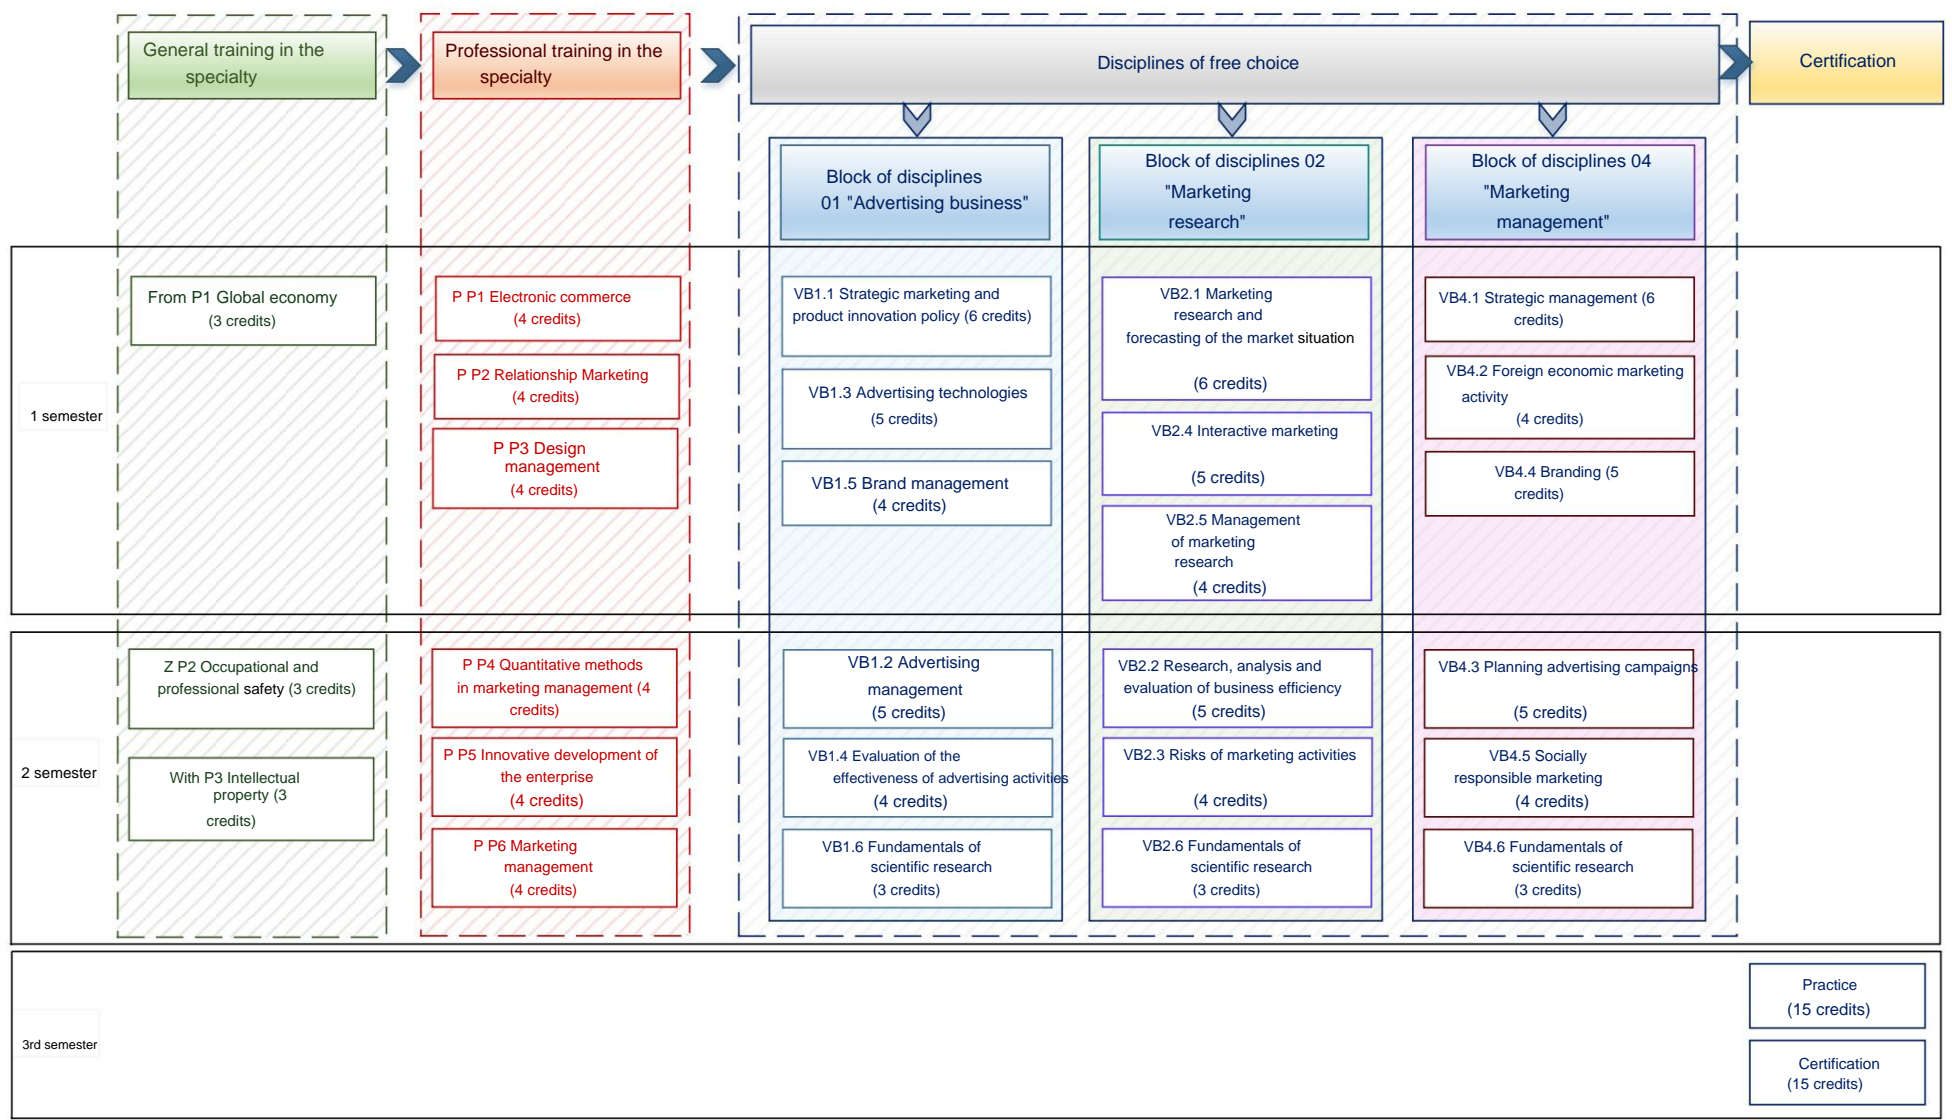 General training in the
specialty
Professional training in the
specialty
Disciplines of free choice
Certification
Block of disciplines
01 "Advertising business"
Block of disciplines 02
"Marketing
research"
Block of disciplines 04
"Marketing
management"
1 semester
From P1 Global economy
(3 credits)
P P1 Electronic commerce
(4 credits)
P P2 Relationship Marketing
(4 credits)
P P3 Design
management
(4 credits)
VB1.1 Strategic marketing and
product innovation policy (6 credits)
VB1.3 Advertising technologies
(5 credits)
VB1.5 Brand management
(4 credits)
VB2.1 Marketing
research and
forecasting of the market situation
(6 credits)
VB2.4 Interactive marketing
(5 credits)
VB2.5 Management
of marketing
research
(4 credits)
VB4.1 Strategic management (6
credits)
VB4.2 Foreign economic marketing
activity
(4 credits)
VB4.4 Branding (5
credits)
2 semester
Z P2 Occupational and
professional safety (3 credits)
With P3 Intellectual
property (3
credits)
P P4 Quantitative methods
in marketing management (4
credits)
P P5 Innovative development of
the enterprise
(4 credits)
P P6 Marketing
management
(4 credits)
VB1.2 Advertising
management
(5 credits)
VB1.4 Evaluation of the
effectiveness of advertising activities
(4 credits)
VB1.6 Fundamentals of
scientific research
(3 credits)
VB2.2 Research, analysis and
evaluation of business efficiency
(5 credits)
VB2.3 Risks of marketing activities
(4 credits)
VB2.6 Fundamentals of
scientific research
(3 credits)
VB4.3 Planning advertising campaigns
(5 credits)
VB4.5 Socially
responsible marketing
(4 credits)
VB4.6 Fundamentals of
scientific research
(3 credits)
3rd semester
Practice
(15 credits)
Certification
(15 credits)